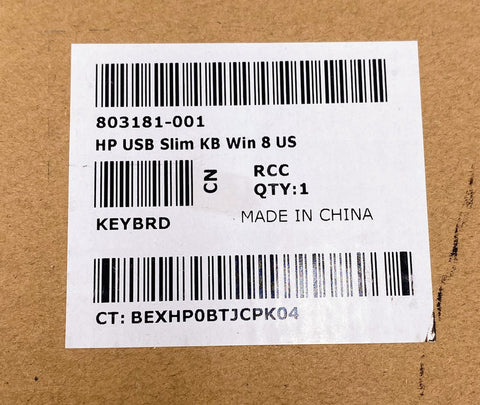 803181-001
HP USB Slim KB Win 8 US
CN
RCC
QTY:1
KEYBRD
MADE IN CHINA
CT: BEXHP0BTJCPK04